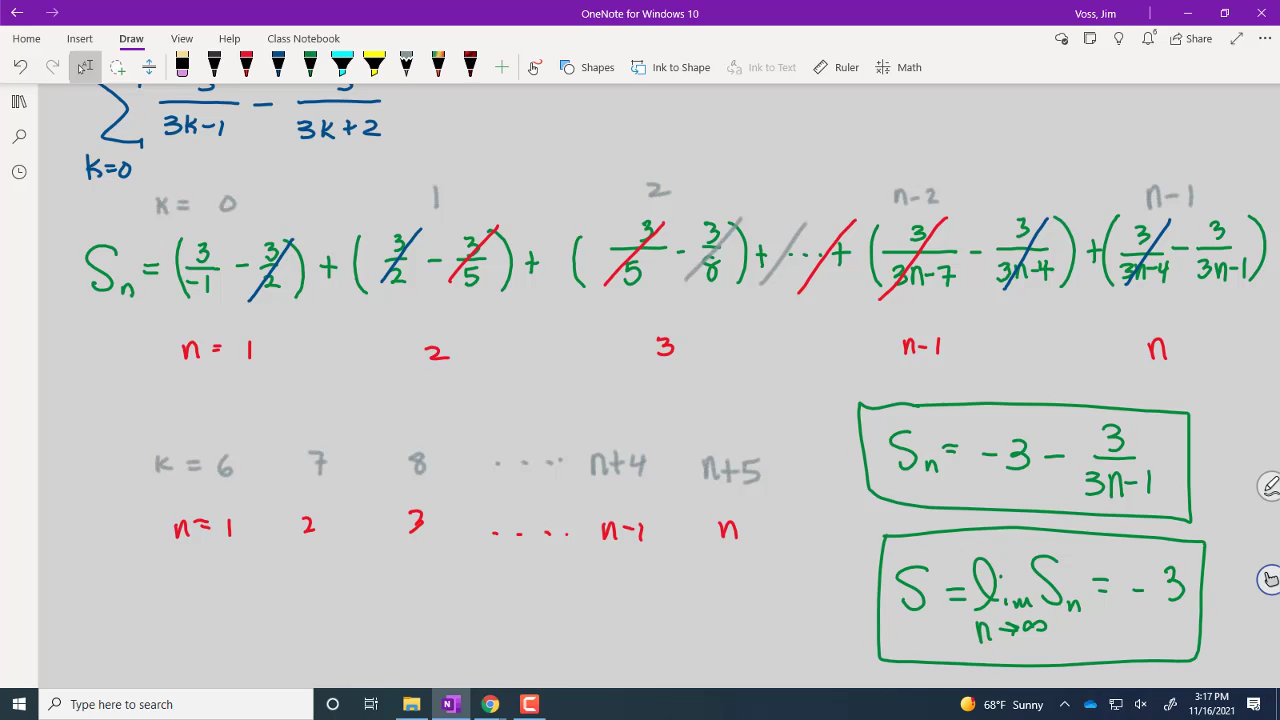 OneNote for Windows 10
Voss, Jim
Home Insert Draw View Help Class Notebook
6 Share
Shapes Ink to Shape Ink to Text Ruler Math
∑ 3/(3k-1) - 3/(3k+2)
k=0
k = 0 1 2 n-2 n-1
Sn = (3/-1 - 3/2) + (3/2 - 3/5) + (3/5 - 3/8) + ... + (3/(3n-7) - 3/(3n-4)) + (3/(3n-4) - 3/(3n-1))
n = 1 2 3 n-1 n
Sn = -3 - 3/(3n-1)
k = 6 7 8 .... n+4 n+5
n = 1 2 3 .... n-1 n
S = lim Sn = -3
n→∞
Type here to search
68°F Sunny
3:17 PM
11/16/2021